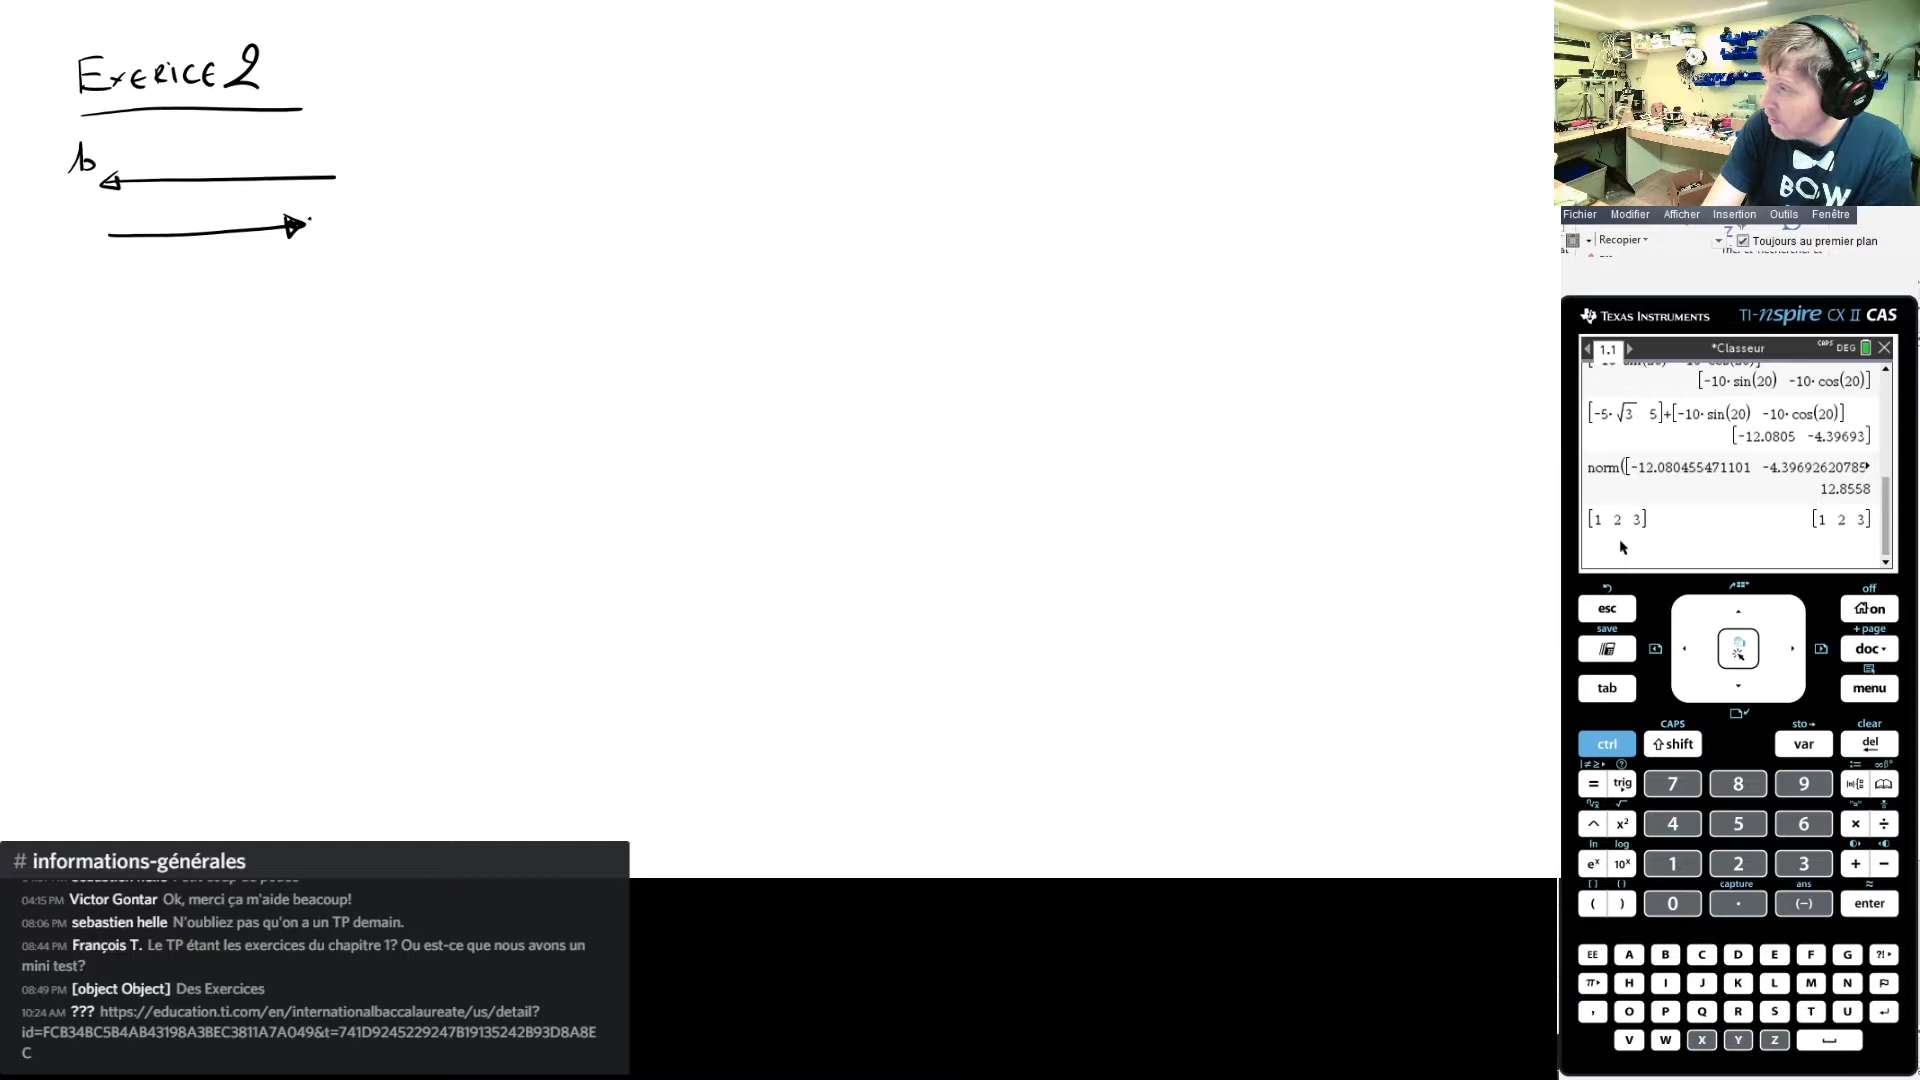 Exerice 2
b
BOW
Fichier Modifier Afficher Insertion Outils Fenêtre
Recopier
Toujours au premier plan
Texas Instruments TI-nspire CX II CAS
1.1 *Classeur CAPS DEG
[-10·sin(20) -10·cos(20)]
[-5·√3 5]+[-10·sin(20) -10·cos(20)]
[-12.0805 -4.39693]
norm([-12.080455471101 -4.39692620785
12.8558
[1 2 3] [1 2 3]
off
esc on
save + page
doc
tab menu
CAPS sto→ clear
ctrl shift var del
= trig 7 8 9
^ x² 4 5 6 × ÷
ln log
eˣ 10ˣ 1 2 3 + −
[ ] { } capture ans ≈
( ) 0 . (−) enter
EE A B C D E F G ?!
π H I J K L M N
, O P Q R S T U
V W X Y Z
# informations-générales
04:15 PM Victor Gontar Ok, merci ça m'aide beacoup!
08:06 PM sebastien helle N'oubliez pas qu'on a un TP demain.
08:44 PM François T. Le TP étant les exercices du chapitre 1? Ou est-ce que nous avons un
mini test?
08:49 PM [object Object] Des Exercices
10:24 AM ??? https://education.ti.com/en/internationalbaccalaureate/us/detail?
id=FCB34BC5B4AB43198A3BEC3811A7A049&t=741D9245229247B19135242B93D8A8E
C